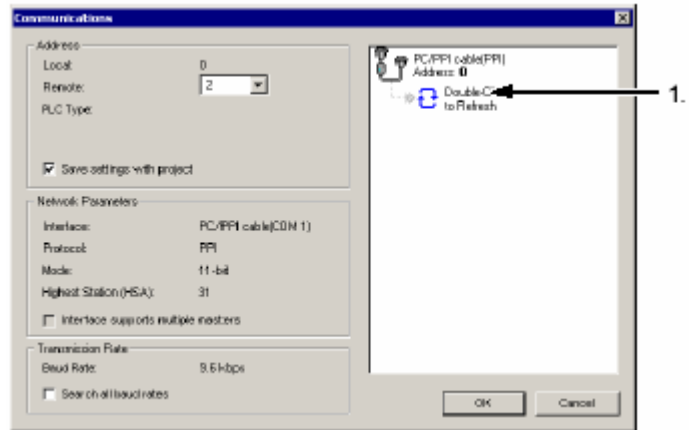 Communications
Address
Local: 0
Remote: 2
PLC Type:
Save settings with project
Network Parameters
Interface: PC/PPI cable(COM 1)
Protocol: PPI
Mode: 11-bit
Highest Station (HSA): 31
Interface supports multiple masters
Transmission Rate
Baud Rate: 9.6 kbps
Search all baud rates
PC/PPI cable(PPI)
Address: 0
Double-C
to Refresh
1.
OK
Cancel